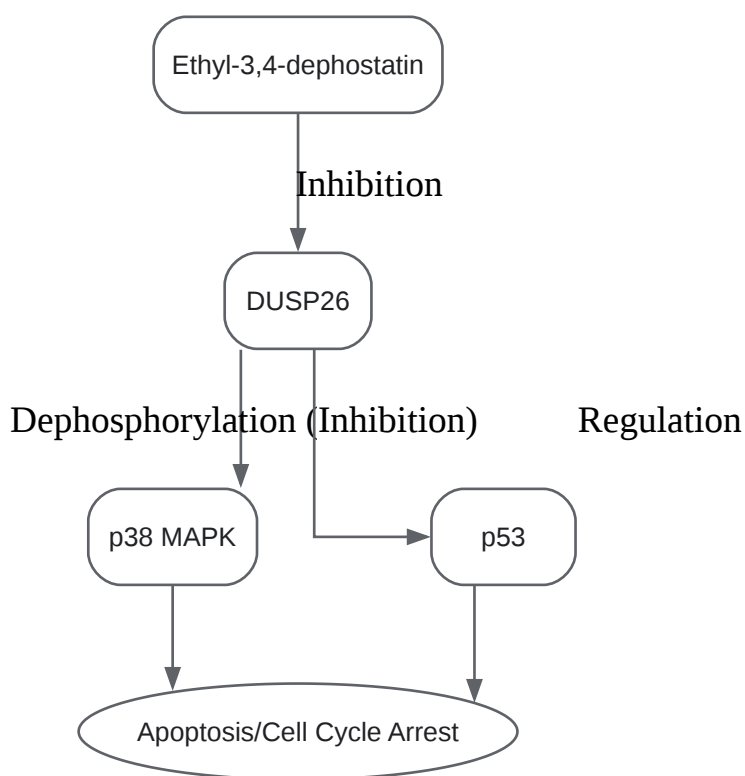 Ethyl-3,4-dephostatin
Inhibition
DUSP26
Dephosphorylation (Inhibition)
Regulation
p38 MAPK
p53
Apoptosis/Cell Cycle Arrest